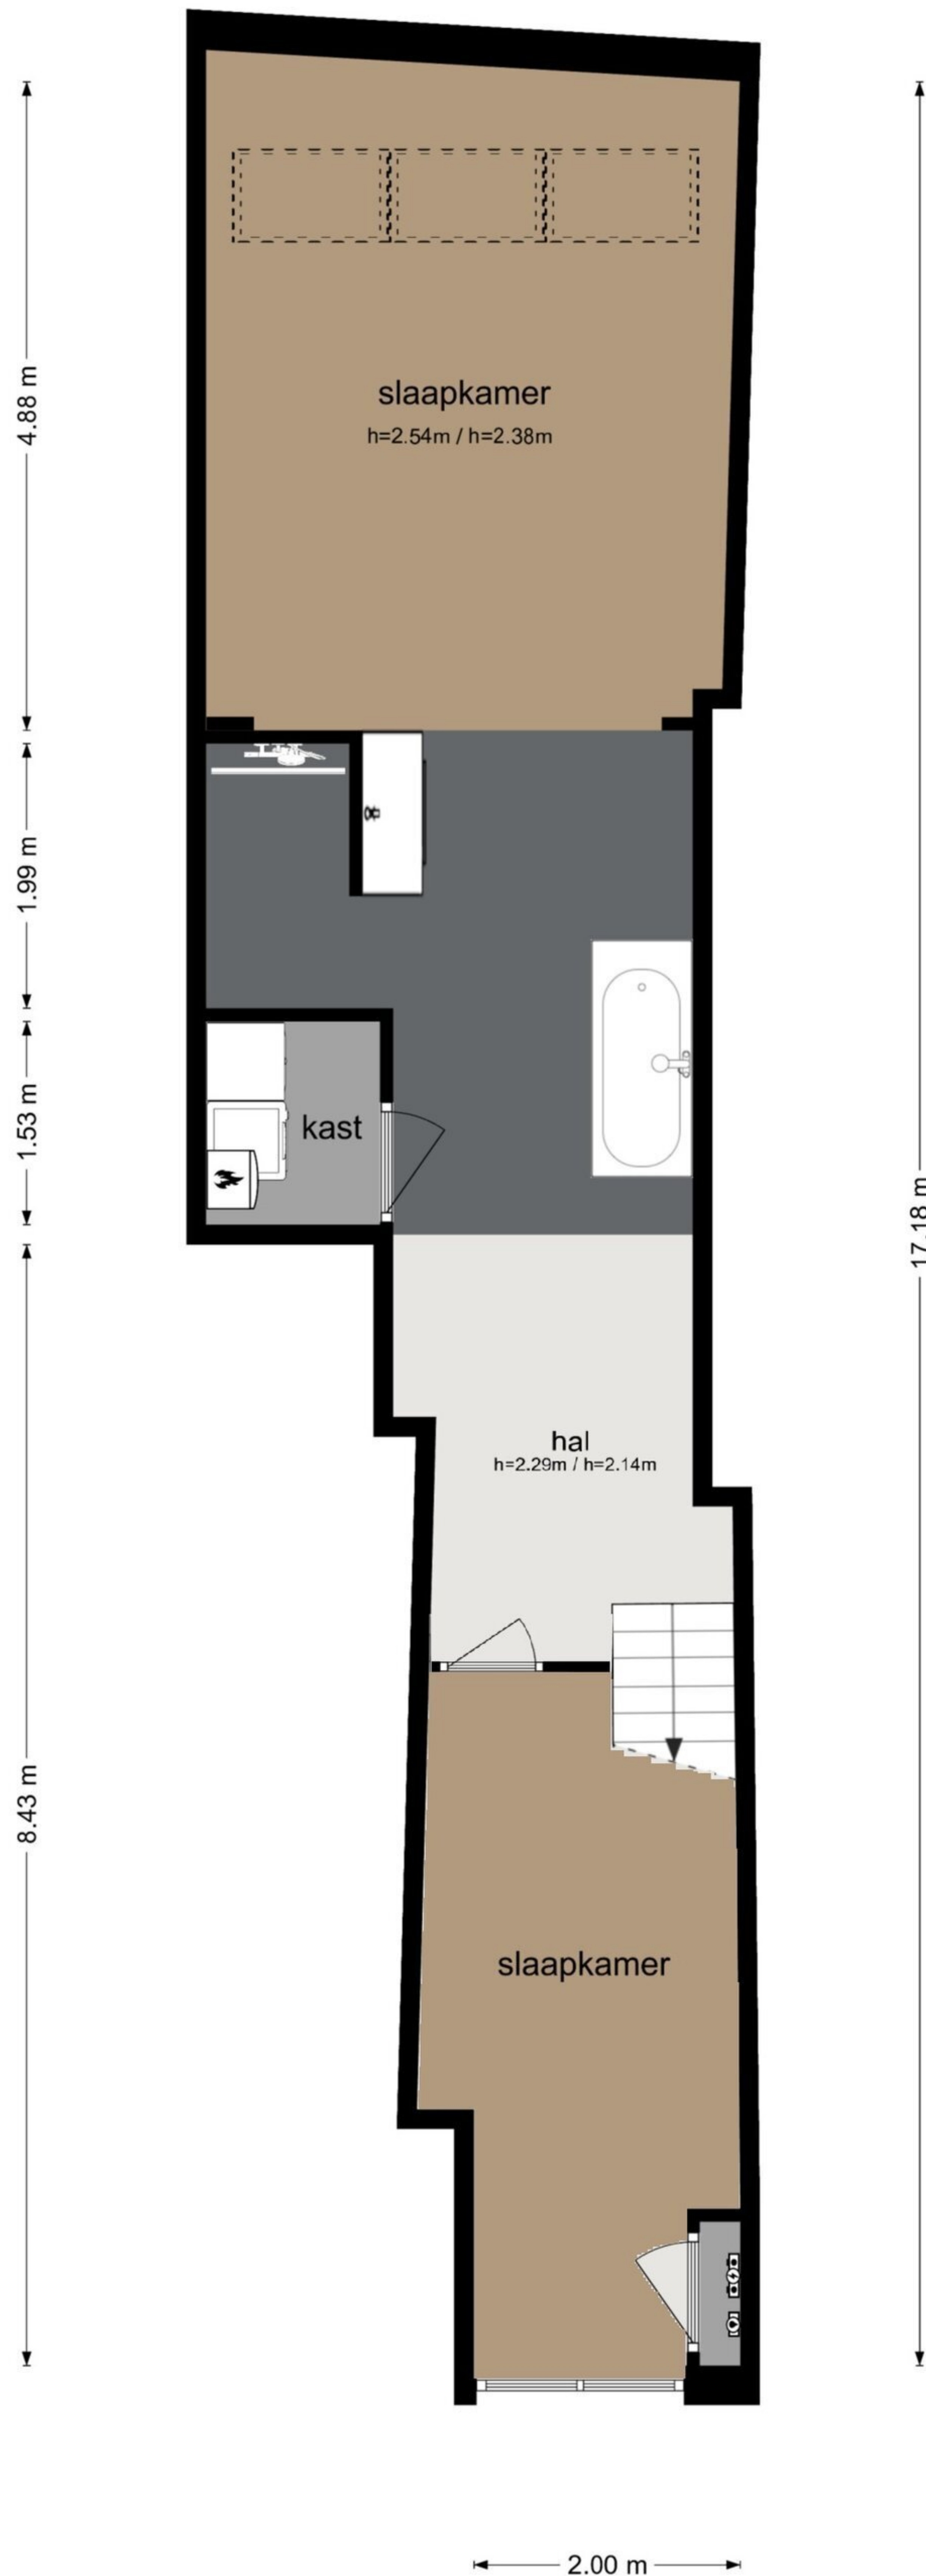 4.88 m
slaapkamer
h=2.54m / h=2.38m
1.99 m
1.53 m
kast
17.18 m
hal
h=2.29m / h=2.14m
8.43 m
slaapkamer
2.00 m